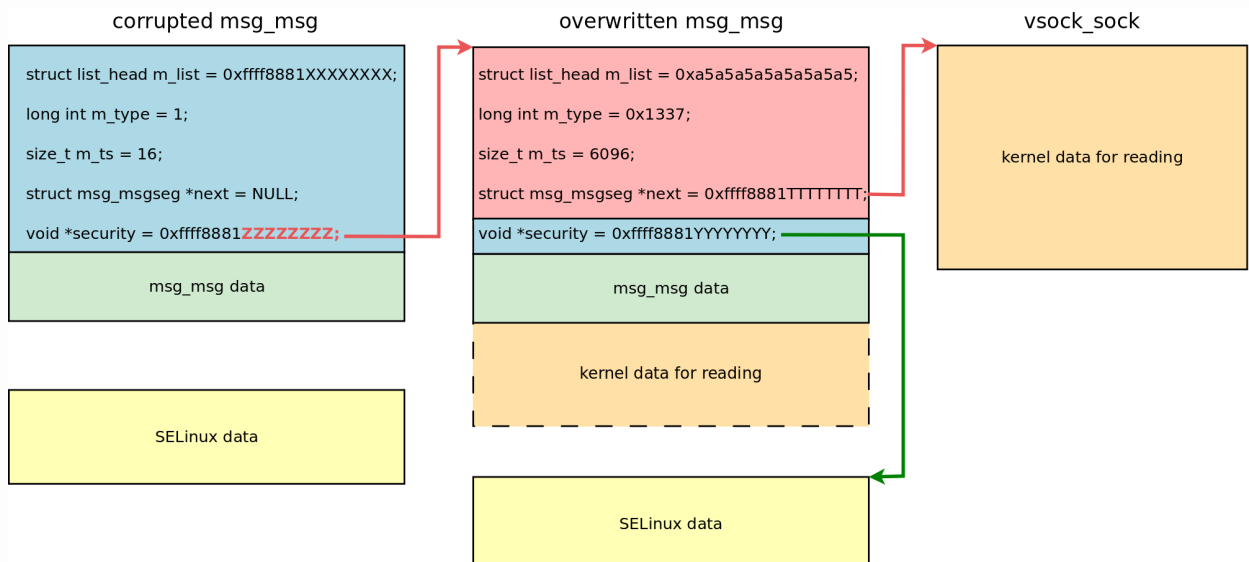 corrupted msg_msg
struct list_head m_list = 0xffff8881XXXXXXXX;
long int m_type = 1;
size_t m_ts = 16;
struct msg_msgseg *next = NULL;
void *security = 0xffff8881ZZZZZZZZ;
msg_msg data
SELinux data
overwritten msg_msg
struct list_head m_list = 0xa5a5a5a5a5a5a5a5;
long int m_type = 0x1337;
size_t m_ts = 6096;
struct msg_msgseg *next = 0xffff8881TTTTTTTT;
void *security = 0xffff8881YYYYYYYY;
msg_msg data
kernel data for reading
SELinux data
vsock_sock
kernel data for reading